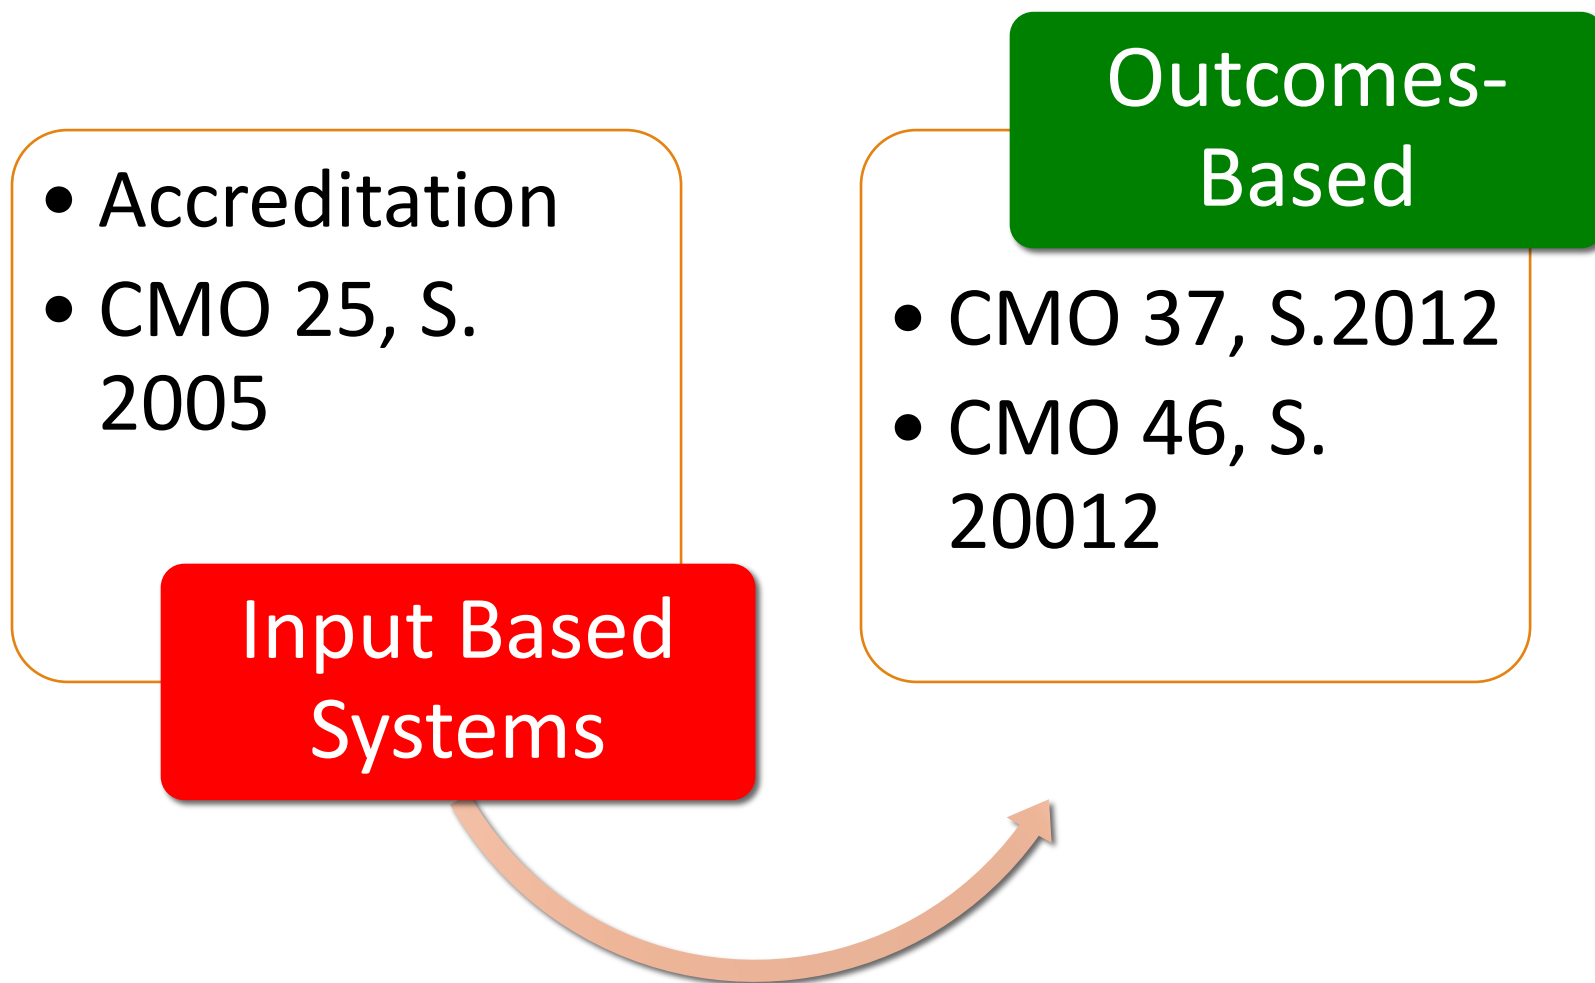 • Accreditation
• CMO 25, S.
2005
Input Based
Systems
Outcomes-
Based
• CMO 37, S.2012
• CMO 46, S.
20012